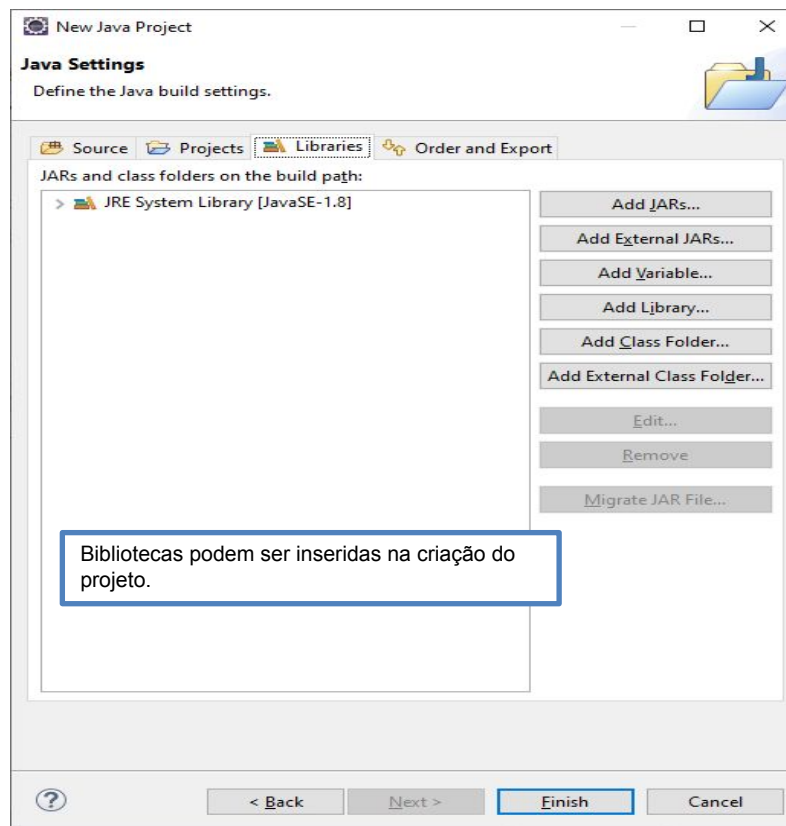 New Java Project
Java Settings
Define the Java build settings.
Source Projects Libraries Order and Export
JARs and class folders on the build path:
JRE System Library [JavaSE-1.8]
Add JARs...
Add External JARs...
Add Variable...
Add Library...
Add Class Folder...
Add External Class Folder...
Edit...
Remove
Migrate JAR File...
Bibliotecas podem ser inseridas na criação do
projeto.
? < Back Next > Finish Cancel